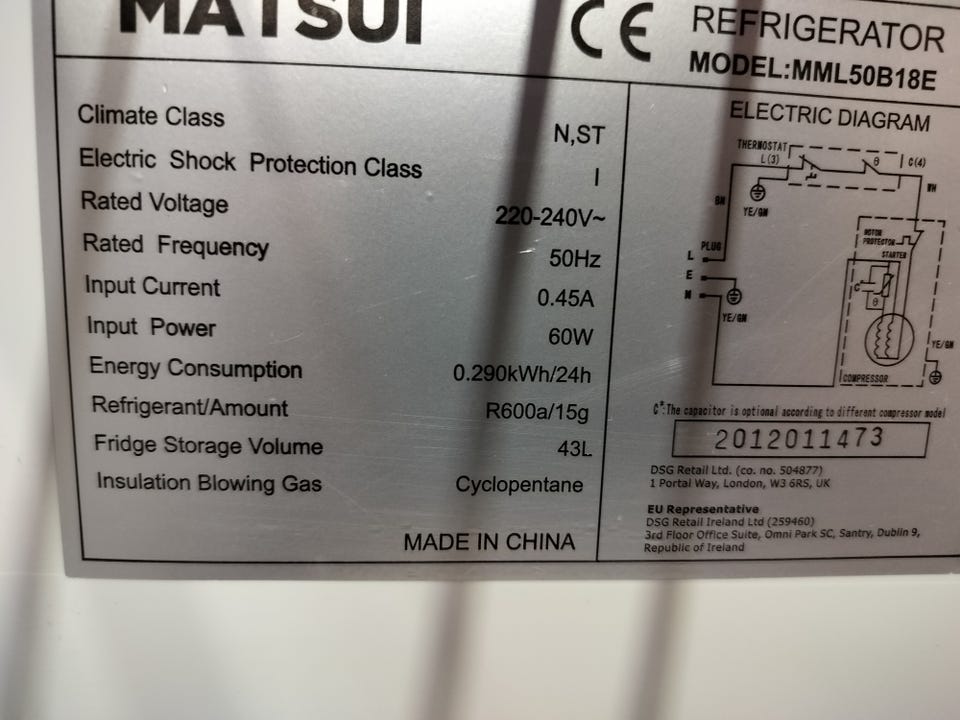 MATSUI
CE
REFRIGERATOR
MODEL:MML50B18E
Climate Class N,ST
Electric Shock Protection Class I
Rated Voltage 220-240V~
Rated Frequency 50Hz
Input Current 0.45A
Input Power 60W
Energy Consumption 0.290kWh/24h
Refrigerant/Amount R600a/15g
Fridge Storage Volume 43L
Insulation Blowing Gas Cyclopentane
MADE IN CHINA
ELECTRIC DIAGRAM
THERMOSTAT
L(3)
θ
C(4)
BN
YE/GN
WH
PLUG
L
E
N
YE/GN
MOTOR
PROTECTOR
STARTER
C*
θ
YE/GN
COMPRESSOR
C*:The capacitor is optional according to different compressor model
2012011473
DSG Retail Ltd. (co. no. 504877)
1 Portal Way, London, W3 6RS, UK
EU Representative
DSG Retail Ireland Ltd (259460)
3rd Floor Office Suite, Omni Park SC, Santry, Dublin 9,
Republic of Ireland